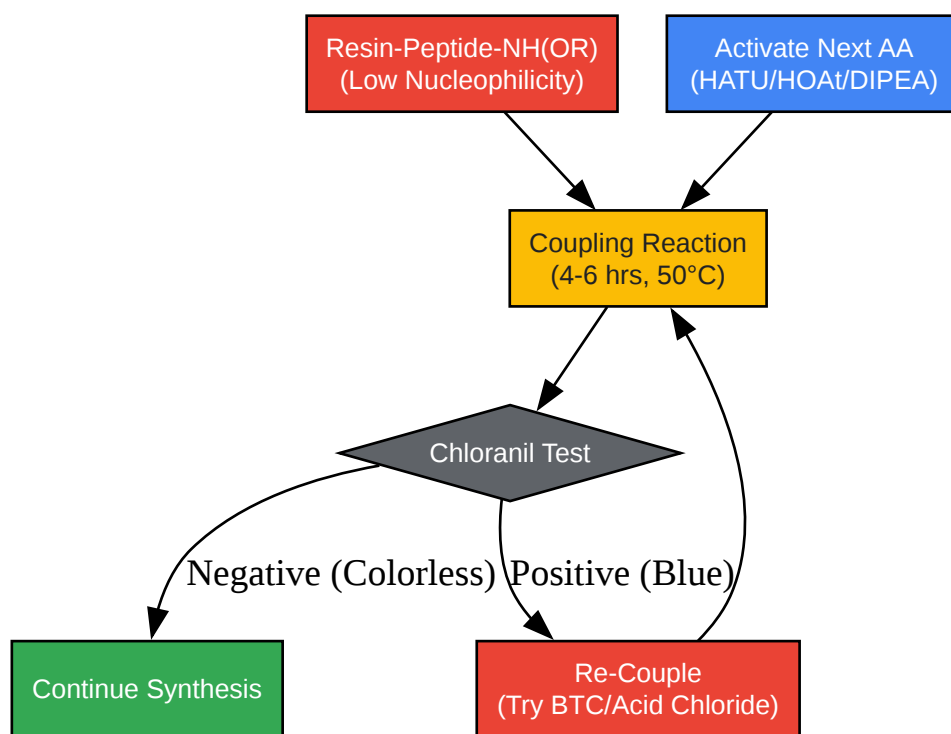 Resin-Peptide-NH(OR)
(Low Nucleophilicity)
Activate Next AA
(HATU/HOAt/DIPEA)
Coupling Reaction
(4-6 hrs, 50°C)
Chloranil Test
Negative (Colorless)
Positive (Blue)
Continue Synthesis
Re-Couple
(Try BTC/Acid Chloride)